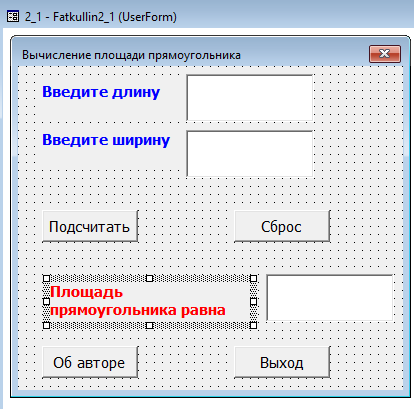 2_1 - Fatkullin2_1 (UserForm)
Вычисление площади прямоугольника
Введите длину
Введите ширину
Подсчитать
Сброс
Площадь
прямоугольника равна
Об авторе
Выход